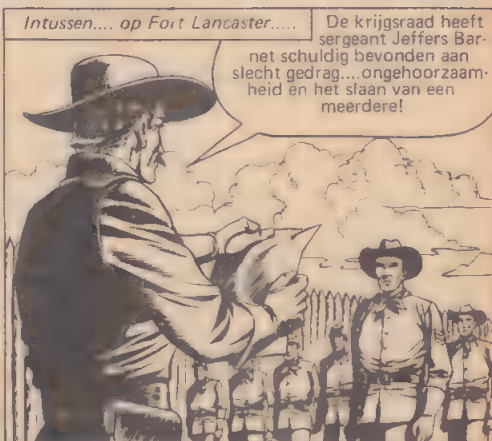 Intussen.... op Fort Lancaster.....
De krijgsraad heeft
sergeant Jeffers Bar-
net schuldig bevonden aan
slecht gedrag....ongehoorzaam-
heid en het slaan van een
meerdere!